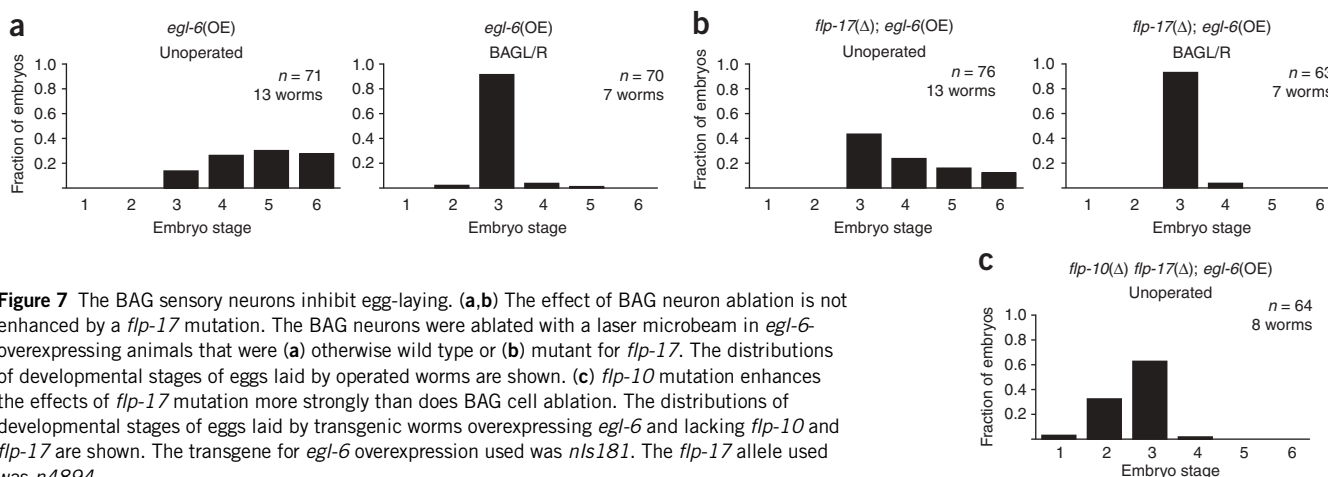 a
egl-6(OE)
Unoperated
n = 71
13 worms
Fraction of embryos
1.0
0.8
0.6
0.4
0.2
1 2 3 4 5 6
Embryo stage
egl-6(OE)
BAGL/R
n = 70
7 worms
1.0
0.8
0.6
0.4
0.2
1 2 3 4 5 6
Embryo stage
b
flp-17(Δ); egl-6(OE)
Unoperated
n = 76
13 worms
Fraction of embryos
1.0
0.8
0.6
0.4
0.2
1 2 3 4 5 6
Embryo stage
flp-17(Δ); egl-6(OE)
BAGL/R
n = 63
7 worms
1.0
0.8
0.6
0.4
0.2
1 2 3 4 5 6
Embryo stage
c
flp-10(Δ) flp-17(Δ); egl-6(OE)
Unoperated
n = 64
8 worms
Fraction of embryos
1.0
0.8
0.6
0.4
0.2
1 2 3 4 5 6
Embryo stage
Figure 7 The BAG sensory neurons inhibit egg-laying. (a,b) The effect of BAG neuron ablation is not
enhanced by a flp-17 mutation. The BAG neurons were ablated with a laser microbeam in egl-6-
overexpressing animals that were (a) otherwise wild type or (b) mutant for flp-17. The distributions
of developmental stages of eggs laid by operated worms are shown. (c) flp-10 mutation enhances
the effects of flp-17 mutation more strongly than does BAG cell ablation. The distributions of
developmental stages of eggs laid by transgenic worms overexpressing egl-6 and lacking flp-10 and
flp-17 are shown. The transgene for egl-6 overexpression used was nIs181. The flp-17 allele used
was n4894.